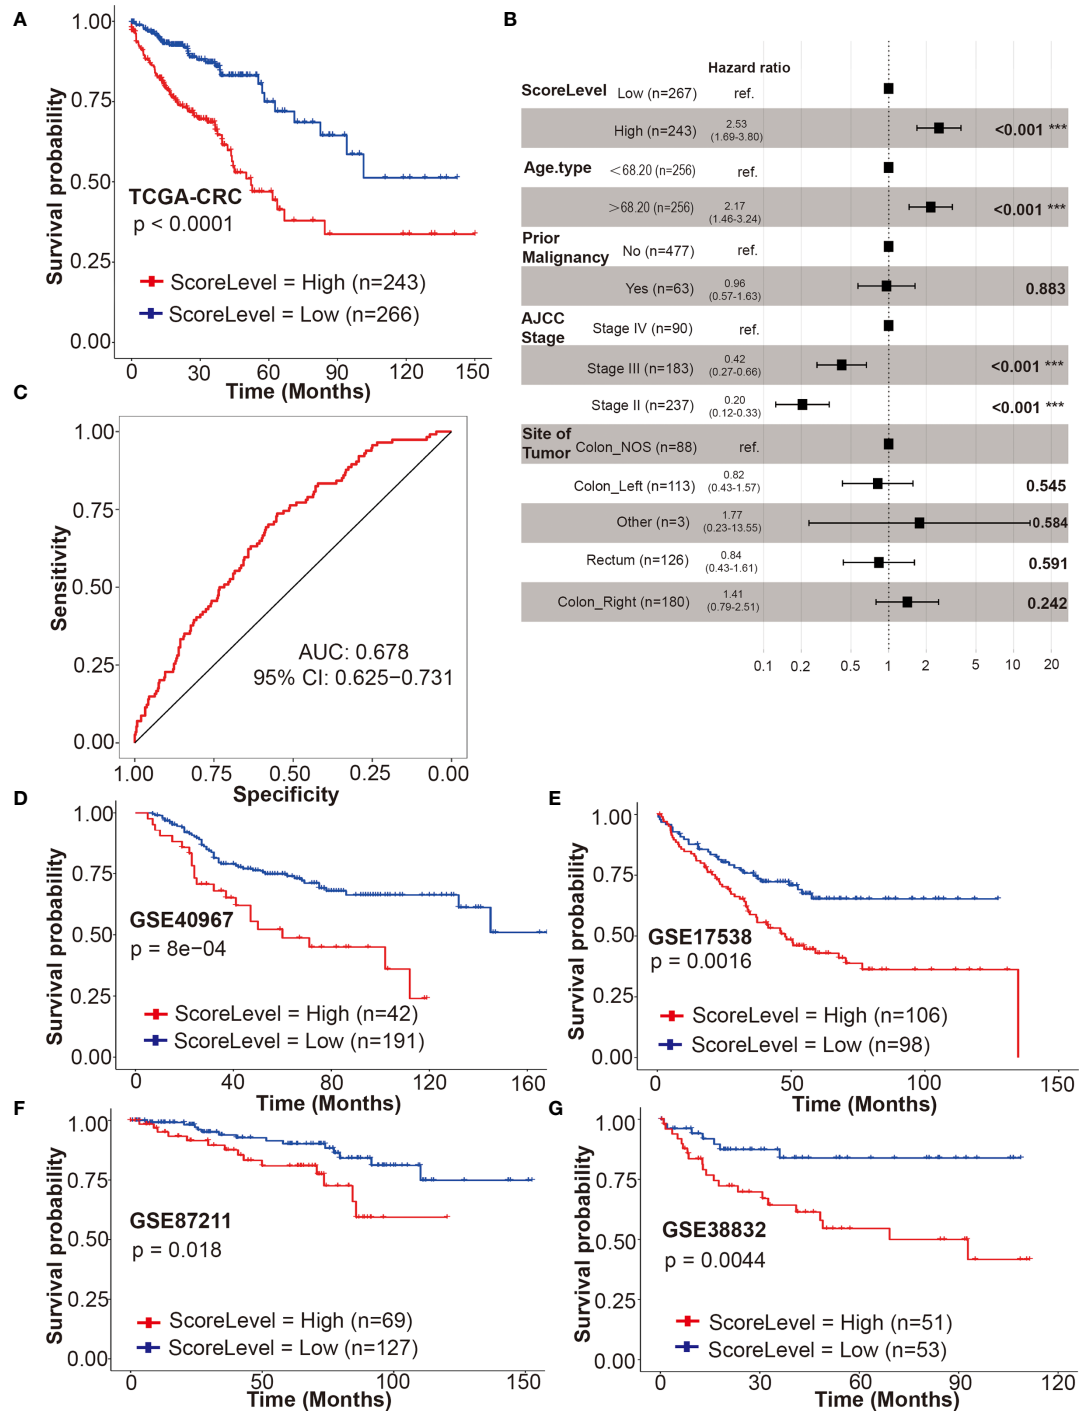 A
1.00
0.75
0.50
0.25
0.00
Survival probability
TCGA-CRC
p < 0.0001
ScoreLevel = High (n=243)
ScoreLevel = Low (n=266)
0 30 60 90 120 150
Time (Months)
B
Hazard ratio
ScoreLevel Low (n=267) ref.
High (n=243) 2.53 (1.69-3.80) <0.001 ***
Age.type <68.20 (n=256) ref.
>68.20 (n=256) 2.17 (1.46-3.24) <0.001 ***
Prior Malignancy No (n=477) ref.
Yes (n=63) 0.96 (0.57-1.63) 0.883
AJCC Stage Stage IV (n=90) ref.
Stage III (n=183) 0.42 (0.27-0.66) <0.001 ***
Stage II (n=237) 0.20 (0.12-0.33) <0.001 ***
Site of Tumor Colon_NOS (n=88) ref.
Colon_Left (n=113) 0.82 (0.43-1.57) 0.545
Other (n=3) 1.77 (0.23-13.55) 0.584
Rectum (n=126) 0.84 (0.43-1.61) 0.591
Colon_Right (n=180) 1.41 (0.79-2.51) 0.242
0.1 0.2 0.5 1 2 5 10 20
C
1.00
0.75
0.50
0.25
0.00
Sensitivity
AUC: 0.678
95% CI: 0.625−0.731
1.00 0.75 0.50 0.25 0.00
Specificity
D
1.00
0.75
0.50
0.25
0.00
Survival probability
GSE40967
p = 8e−04
ScoreLevel = High (n=42)
ScoreLevel = Low (n=191)
0 40 80 120 160
Time (Months)
E
1.00
0.75
0.50
0.25
0.00
Survival probability
GSE17538
p = 0.0016
ScoreLevel = High (n=106)
ScoreLevel = Low (n=98)
0 50 100 150
Time (Months)
F
1.00
0.75
0.50
0.25
0.00
Survival probability
GSE87211
p = 0.018
ScoreLevel = High (n=69)
ScoreLevel = Low (n=127)
0 50 100 150
Time (Months)
G
1.00
0.75
0.50
0.25
0.00
Survival probability
GSE38832
p = 0.0044
ScoreLevel = High (n=51)
ScoreLevel = Low (n=53)
0 30 60 90 120
Time (Months)